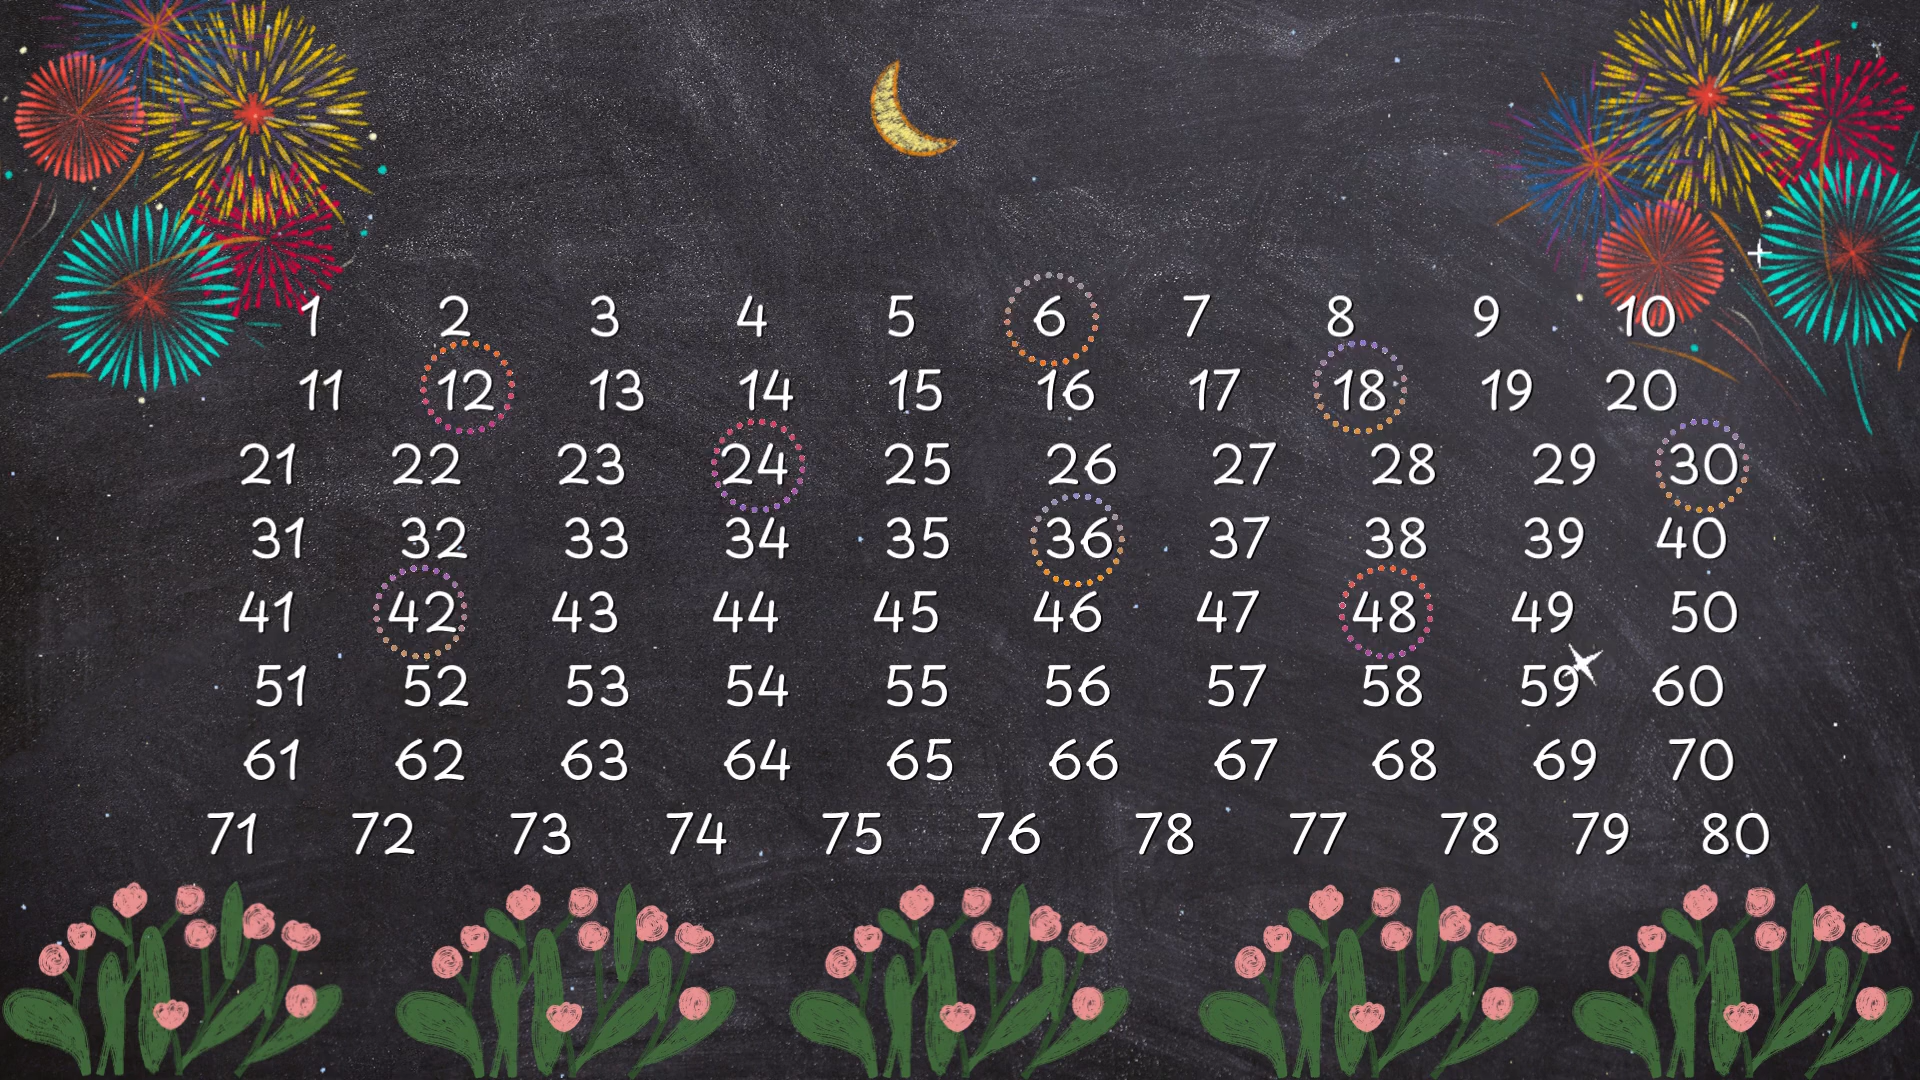 1 2 3 4 5 6 7 8 9 10
11 12 13 14 15 16 17 18 19 20
21 22 23 24 25 26 27 28 29 30
31 32 33 34 35 36 37 38 39 40
41 42 43 44 45 46 47 48 49 50
51 52 53 54 55 56 57 58 59 60
61 62 63 64 65 66 67 68 69 70
71 72 73 74 75 76 78 77 78 79 80